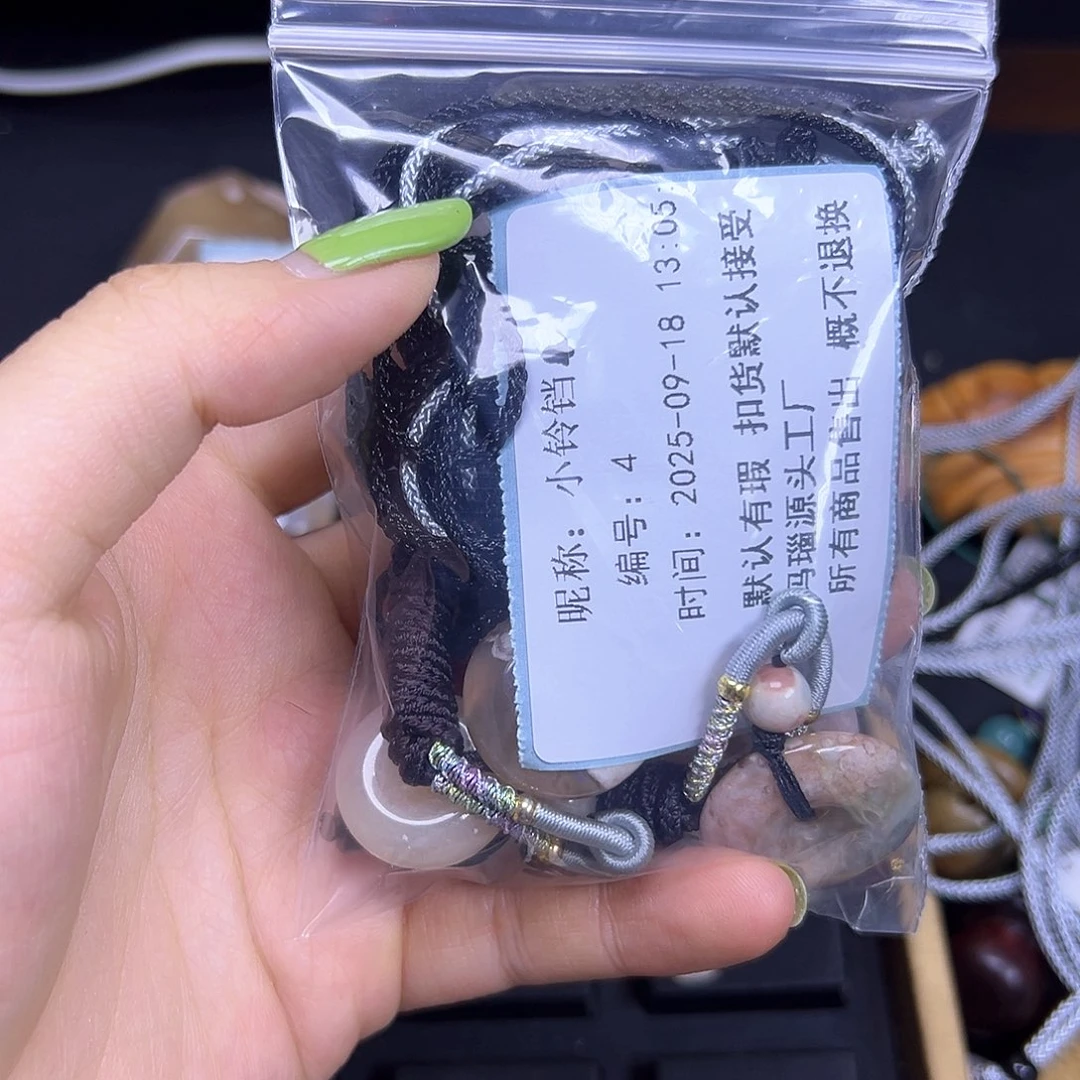 昵称：小铃铛
编号：4
时间：2025-09-18 13:05
默认有瑕 扣货默认接受
玛瑙源头工厂
所有商品售出 概不退换